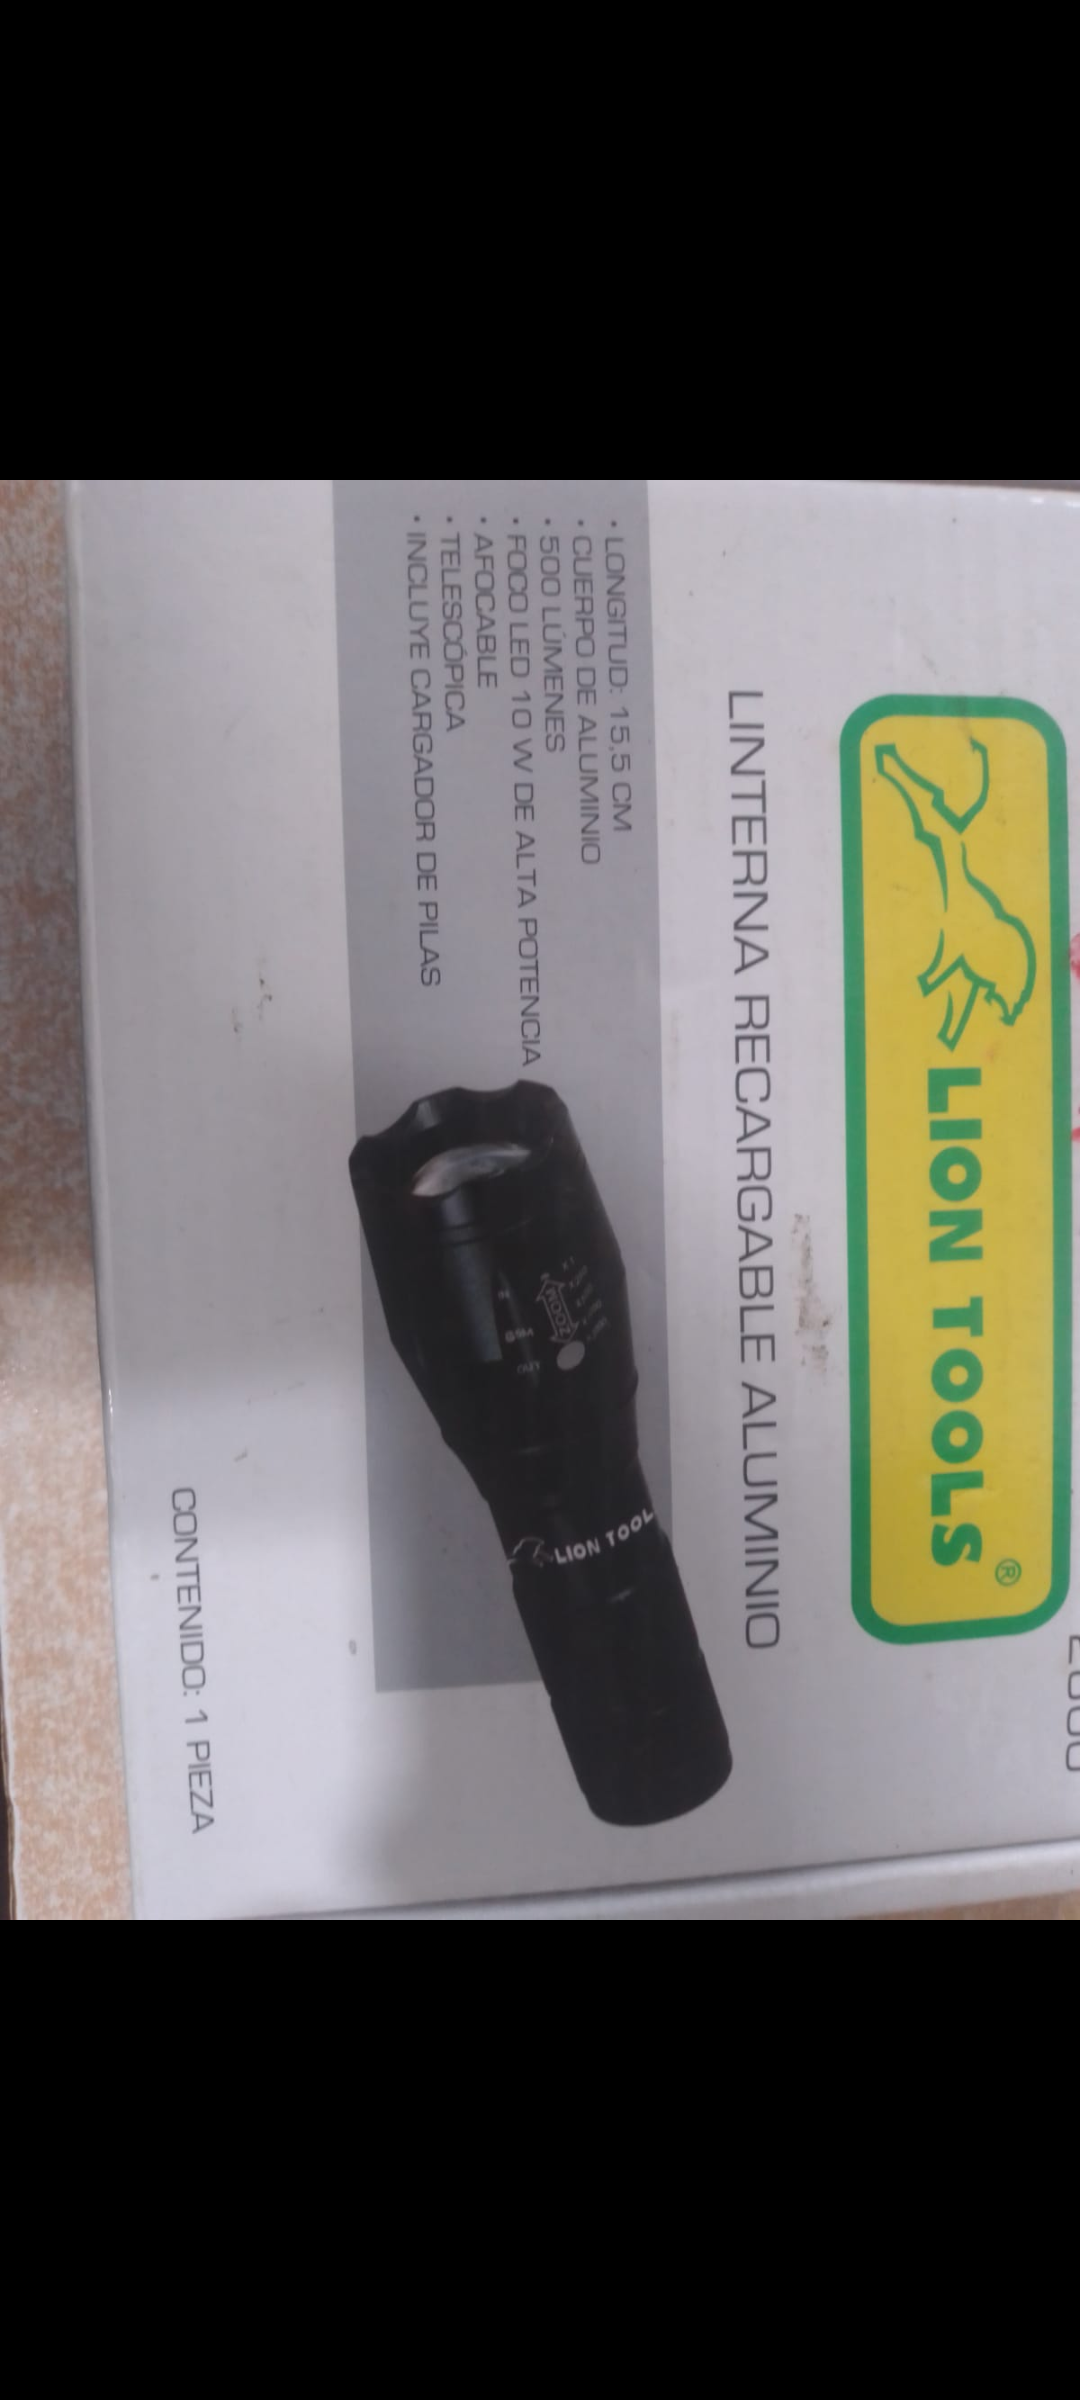 LION TOOLS ®
LINTERNA RECARGABLE ALUMINIO
• LONGITUD: 15,5 CM
• CUERPO DE ALUMINIO
• 500 LÚMENES
• FOCO LED 10 W DE ALTA POTENCIA
• AFOCABLE
• TELESCÓPICA
• INCLUYE CARGADOR DE PILAS
ZOOM
LION TOOL
CONTENIDO: 1 PIEZA